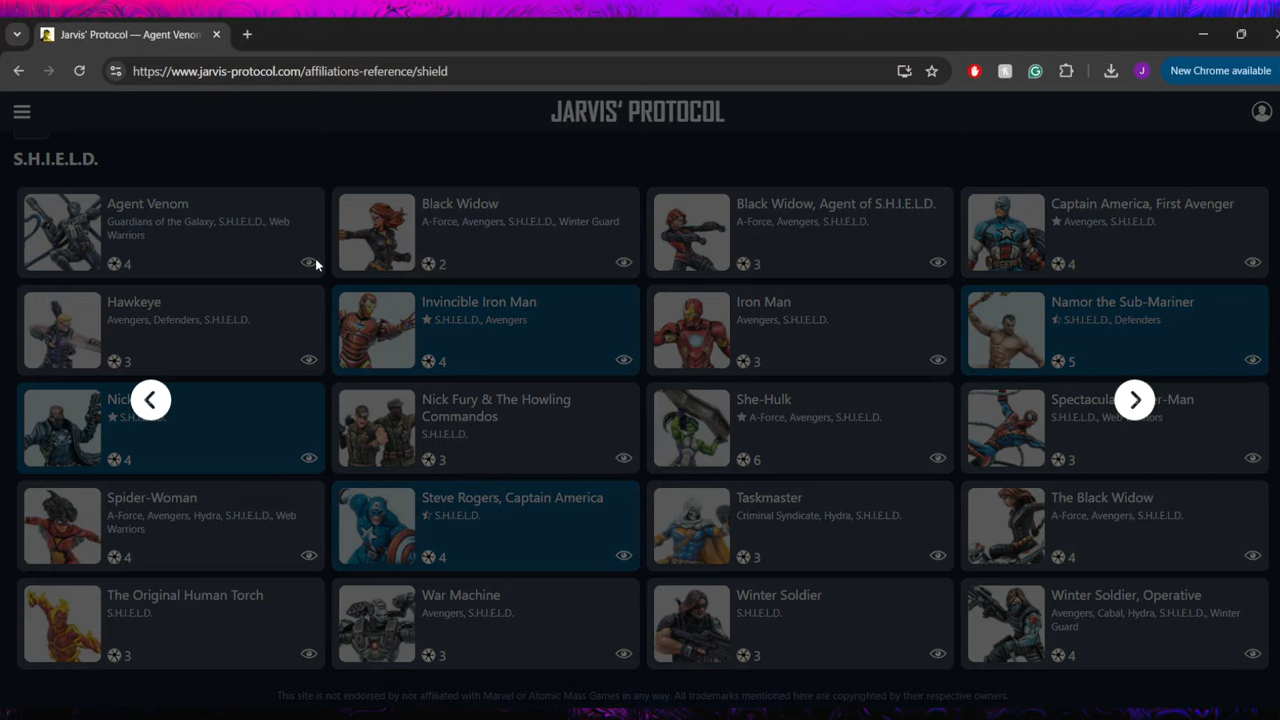 Jarvis' Protocol — Agent Venom
https://www.jarvis-protocol.com/affiliations-reference/shield
J
New Chrome available
JARVIS' PROTOCOL
S.H.I.E.L.D.
Agent Venom
Guardians of the Galaxy, S.H.I.E.L.D., Web
Warriors
4
Black Widow
A-Force, Avengers, S.H.I.E.L.D., Winter Guard
2
Black Widow, Agent of S.H.I.E.L.D.
A-Force, Avengers, S.H.I.E.L.D.
3
Captain America, First Avenger
★ Avengers, S.H.I.E.L.D.
4
Hawkeye
Avengers, Defenders, S.H.I.E.L.D.
3
Invincible Iron Man
★ S.H.I.E.L.D., Avengers
4
Iron Man
Avengers, S.H.I.E.L.D.
3
Namor the Sub-Mariner
S.H.I.E.L.D., Defenders
5
Nick
★ S.H.I.E.L.D.
4
Nick Fury & The Howling
Commandos
S.H.I.E.L.D.
3
She-Hulk
★ A-Force, Avengers, S.H.I.E.L.D.
6
Spectacular Spider-Man
S.H.I.E.L.D., Web Warriors
3
Spider-Woman
A-Force, Avengers, Hydra, S.H.I.E.L.D., Web
Warriors
4
Steve Rogers, Captain America
S.H.I.E.L.D.
4
Taskmaster
Criminal Syndicate, Hydra, S.H.I.E.L.D.
3
The Black Widow
A-Force, Avengers, S.H.I.E.L.D.
4
The Original Human Torch
S.H.I.E.L.D.
3
War Machine
Avengers, S.H.I.E.L.D.
3
Winter Soldier
S.H.I.E.L.D.
3
Winter Soldier, Operative
Avengers, Cabal, Hydra, S.H.I.E.L.D., Winter
Guard
4
This site is not endorsed by nor affiliated with Marvel or Atomic Mass Games in any way. All trademarks mentioned here are copyrighted by their respective owners.